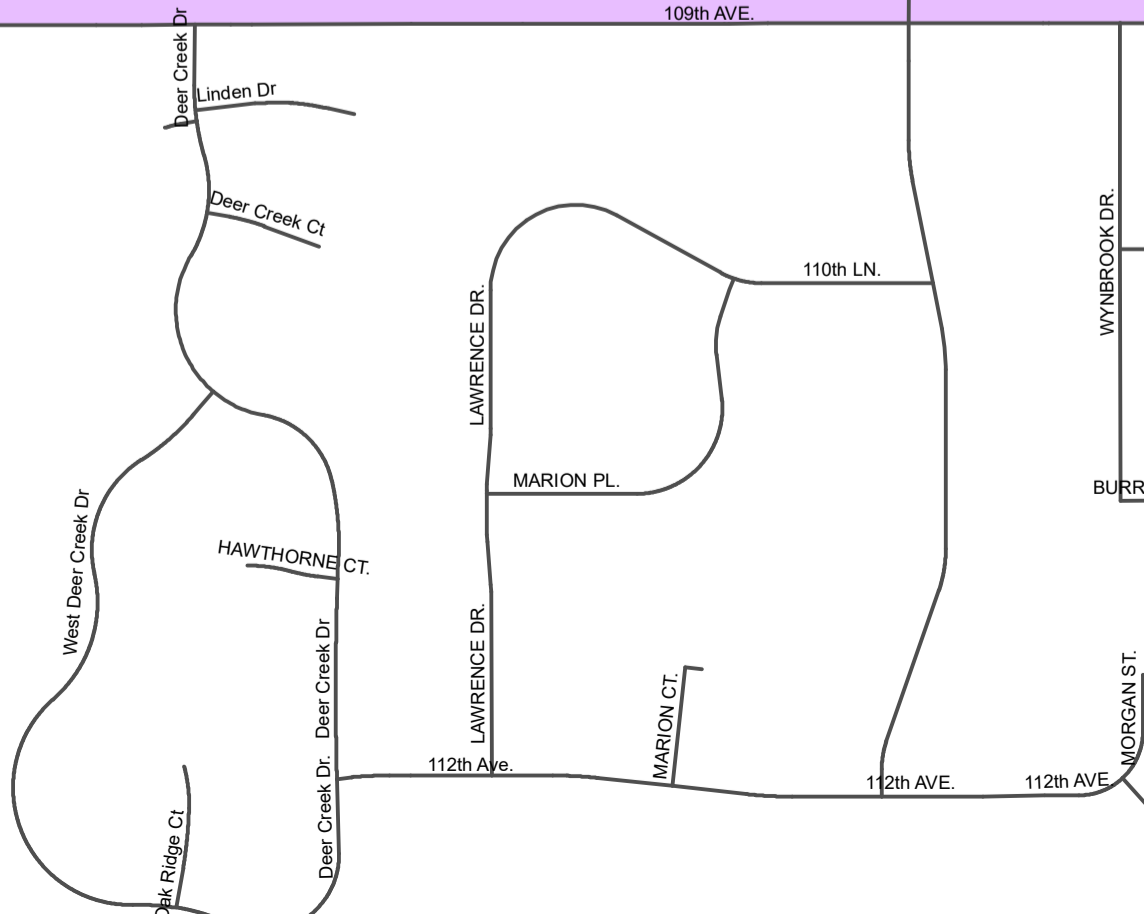 109th AVE.
Deer Creek Dr
Linden Dr
Deer Creek Ct
WYNBROOK DR.
110th LN.
LAWRENCE DR.
MARION PL.
BURR
West Deer Creek Dr
HAWTHORNE CT.
Deer Creek Dr
LAWRENCE DR.
MARION CT.
MORGAN ST.
112th Ave.
Deer Creek Dr.
112th AVE.
112th AVE
Oak Ridge Ct